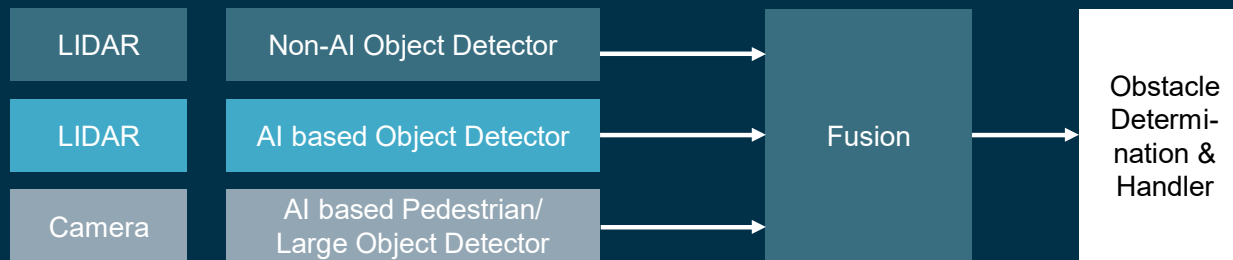 LIDAR
Non-AI Object Detector
LIDAR
AI based Object Detector
Camera
AI based Pedestrian/
Large Object Detector
Fusion
Obstacle
Determi-
nation &
Handler